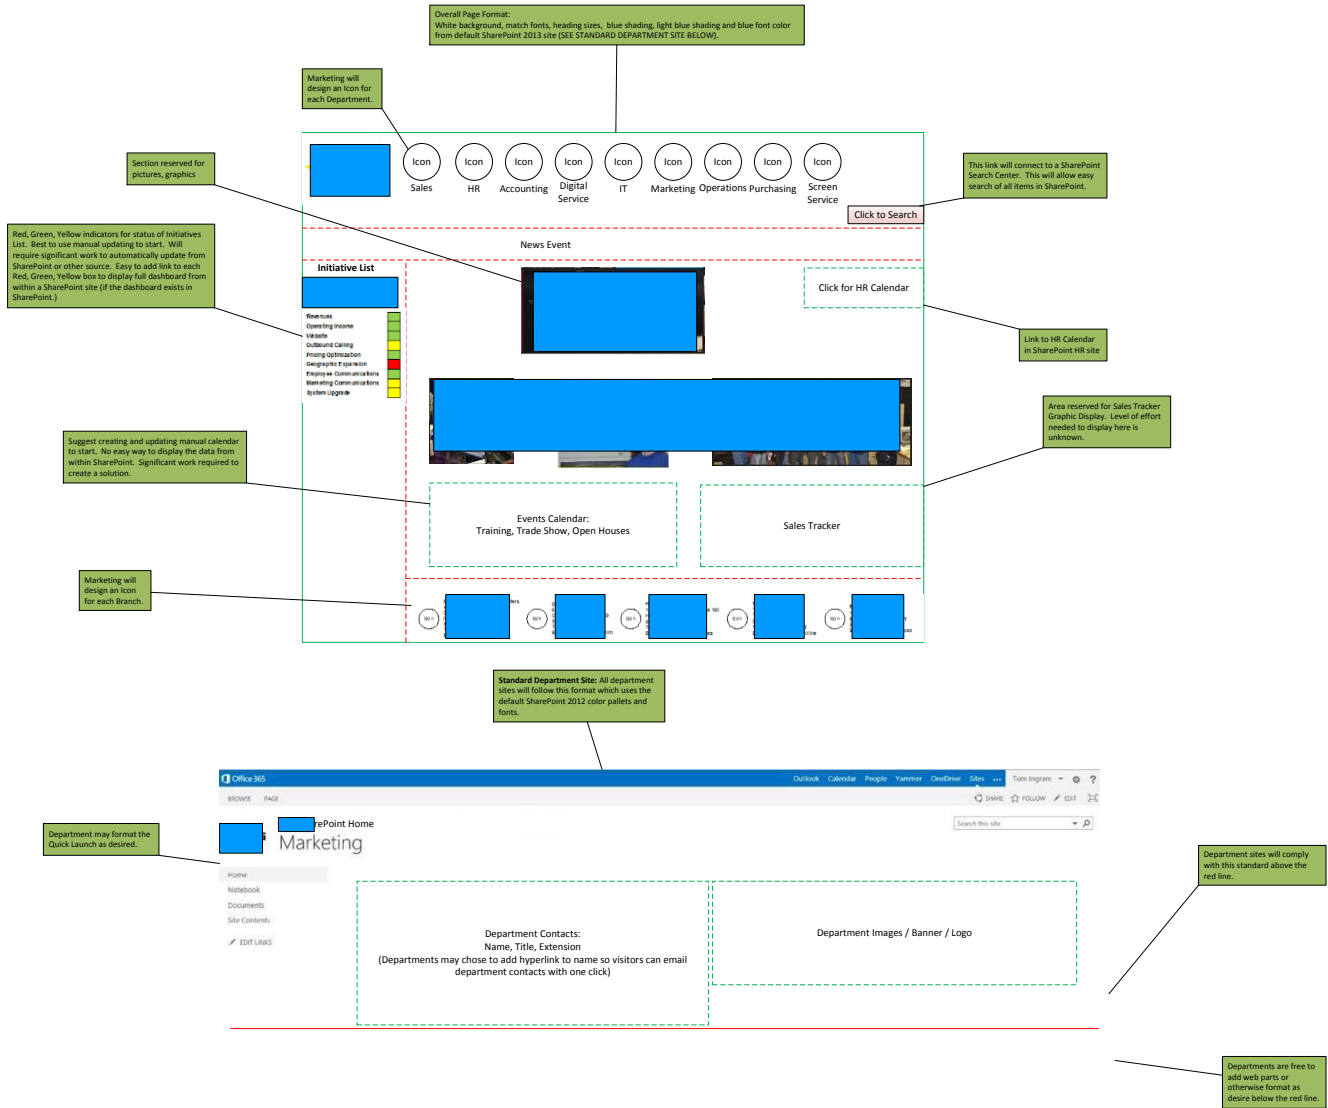 Overall Page Format:
White background, match fonts, heading sizes, blue shading, light blue shading and blue font color
from default SharePoint 2013 site (SEE STANDARD DEPARTMENT SITE BELOW).
Marketing will
design an Icon for
each Department.
Section reserved for
pictures, graphics
Icon
Icon
Icon
Icon
Icon
Icon
Icon
Icon
Icon
Sales
HR
Accounting
Digital
Service
IT
Marketing
Operations
Purchasing
Screen
Service
This link will connect to a SharePoint
Search Center. This will allow easy
search of all items in SharePoint.
Click to Search
Red, Green, Yellow indicators for status of Initiatives
List. Best to use manual updating to start. Will
require significant work to automatically update from
SharePoint or other source. Easy to add link to each
Red, Green, Yellow box to display full dashboard from
within a SharePoint site (if the dashboard exists in
SharePoint.)
News Event
Initiative List
Revenues
Operating Income
Website
Outbound Calling
Pricing Optimization
Geographic Expansion
Employee Communications
Marketing Communications
System Upgrade
Click for HR Calendar
Link to HR Calendar
in SharePoint HR site
Area reserved for Sales Tracker
Graphic Display. Level of effort
needed to display here is
unknown.
Suggest creating and updating manual calendar
to start. No easy way to display the data from
within SharePoint. Significant work required to
create a solution.
Events Calendar:
Training, Trade Show, Open Houses
Sales Tracker
Marketing will
design an Icon
for each Branch.
Icon
Icon
Icon
Icon
Icon
Standard Department Site: All department
sites will follow this format which uses the
default SharePoint 2012 color pallets and
fonts.
Office 365
Outlook Calendar People Yammer OneDrive Sites ... Tom Ingram ?
BROWSE PAGE
SHARE FOLLOW EDIT
rePoint Home
Search this site
Marketing
Department may format the
Quick Launch as desired.
Home
Notebook
Documents
Site Contents
EDIT LINKS
Department Contacts:
Name, Title, Extension
(Departments may chose to add hyperlink to name so visitors can email
department contacts with one click)
Department Images / Banner / Logo
Department sites will comply
with this standard above the
red line.
Departments are free to
add web parts or
otherwise format as
desire below the red line.